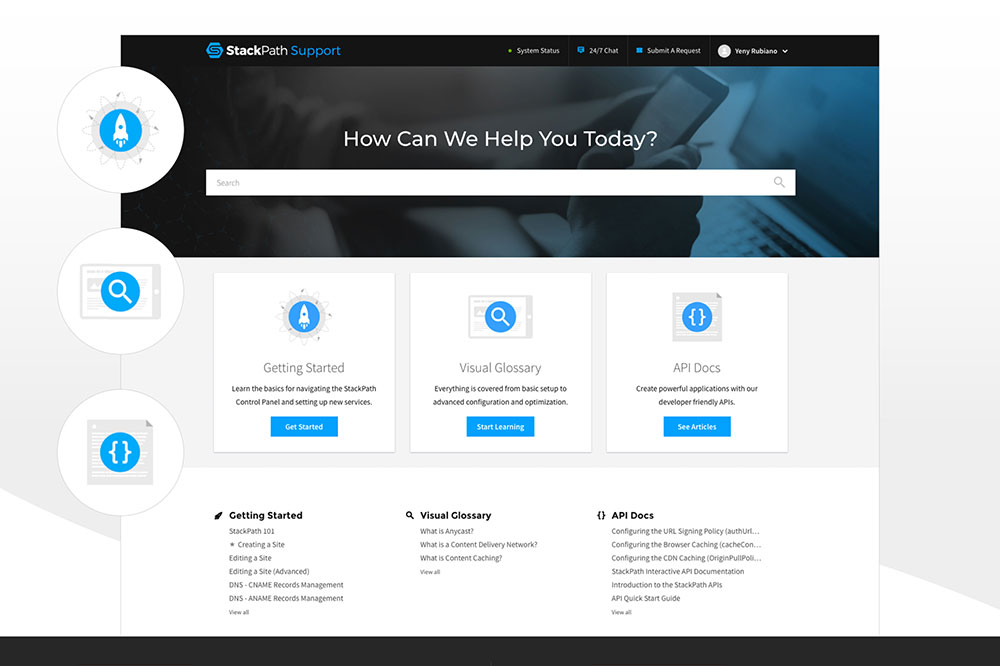 StackPath Support
System Status
24/7 Chat
Submit A Request
Yeny Rubiano
How Can We Help You Today?
Search
Getting Started
Learn the basics for navigating the StackPath
Control Panel and setting up new services.
Get Started
Visual Glossary
Everything is covered from basic setup to
advanced configuration and optimization.
Start Learning
{}
API Docs
Create powerful applications with our
developer friendly APIs.
See Articles
{}
Getting Started
StackPath 101
★ Creating a Site
Editing a Site
Editing a Site (Advanced)
DNS - CNAME Records Management
DNS - ANAME Records Management
View all
Visual Glossary
What is Anycast?
What is a Content Delivery Network?
What is Content Caching?
View all
{} API Docs
Configuring the URL Signing Policy (authUrl...
Configuring the Browser Caching (cacheCon...
Configuring the CDN Caching (OriginPullPoli...
StackPath Interactive API Documentation
Introduction to the StackPath APIs
API Quick Start Guide
View all